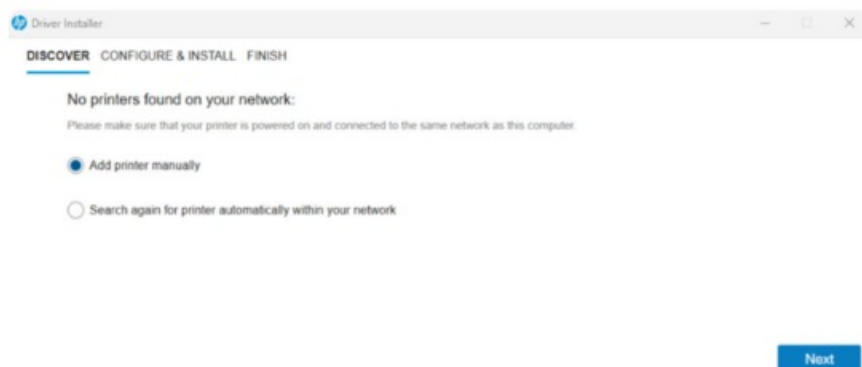 hp Driver Installer
DISCOVER CONFIGURE & INSTALL FINISH
No printers found on your network:
Please make sure that your printer is powered on and connected to the same network as this computer.
Add printer manually
Search again for printer automatically within your network
Next